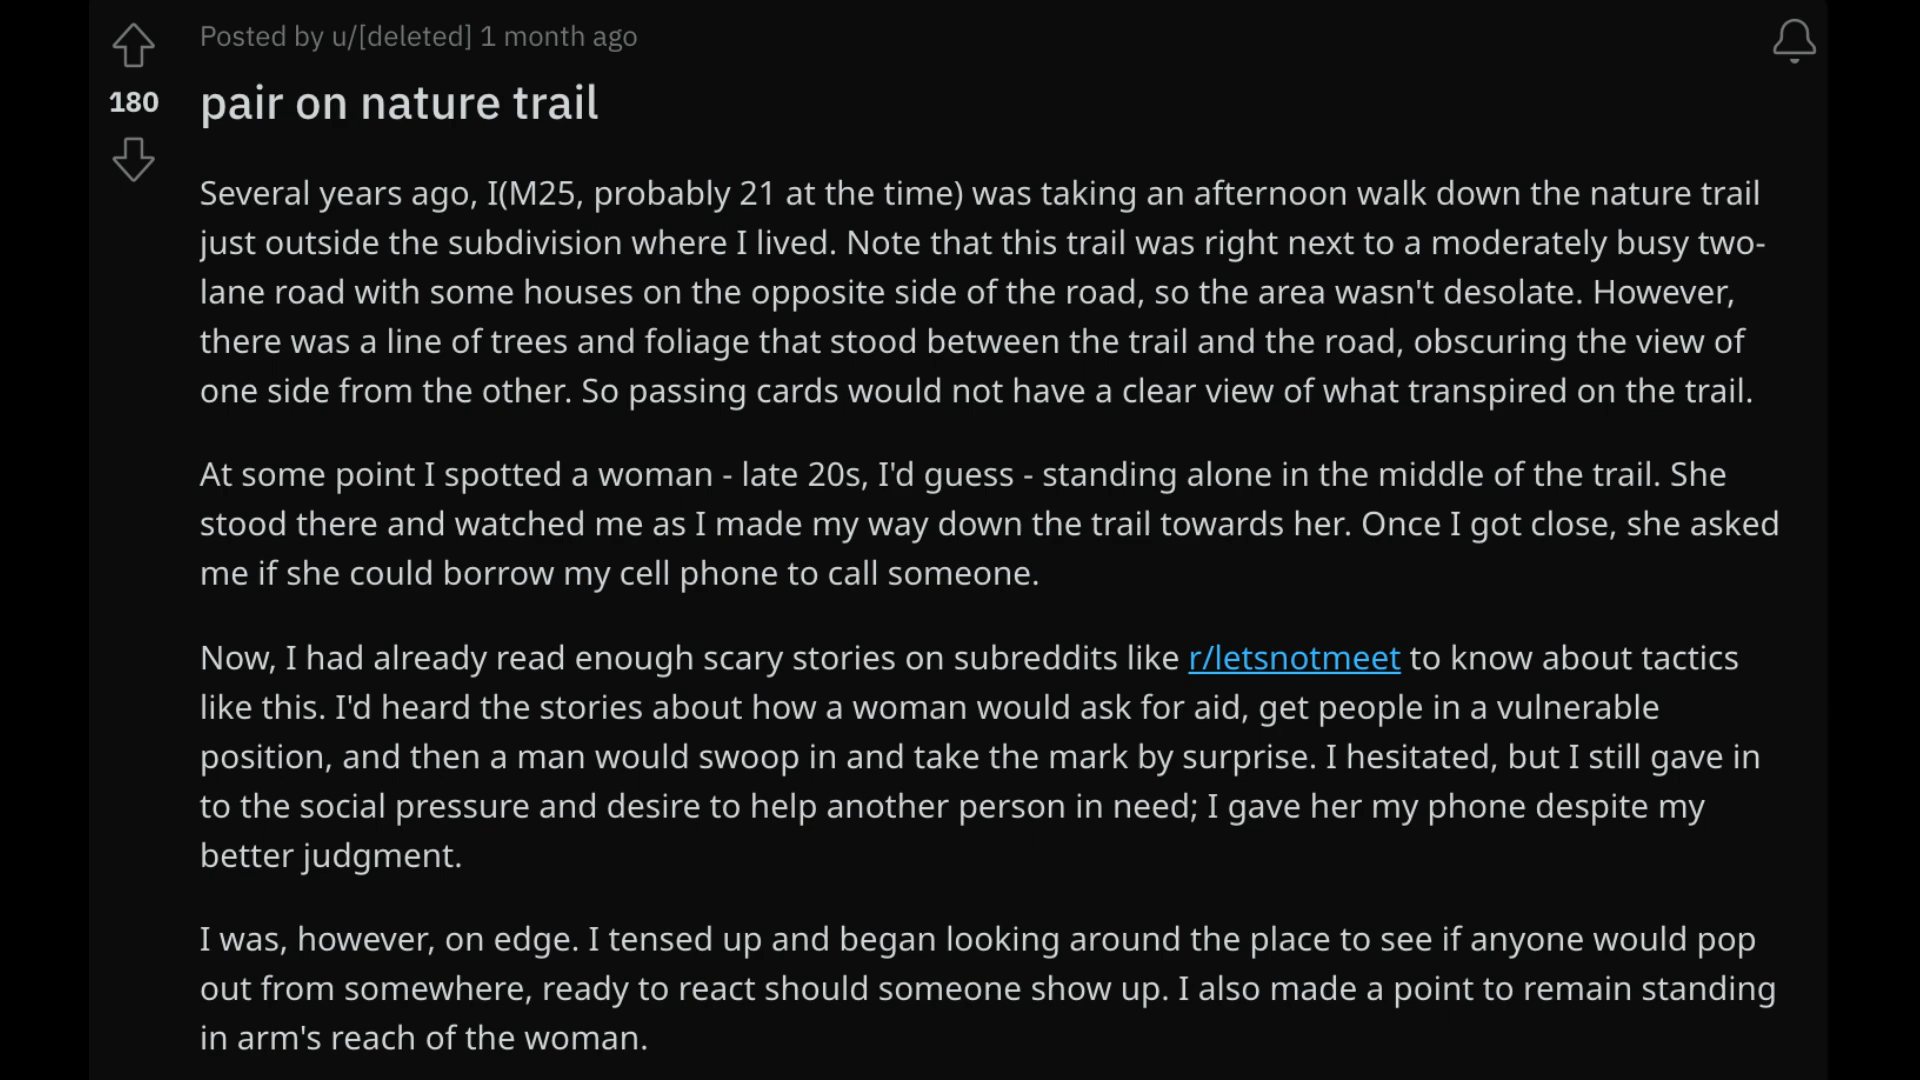 Posted by u/[deleted] 1 month ago
180
pair on nature trail
Several years ago, I(M25, probably 21 at the time) was taking an afternoon walk down the nature trail
just outside the subdivision where I lived. Note that this trail was right next to a moderately busy two-
lane road with some houses on the opposite side of the road, so the area wasn't desolate. However,
there was a line of trees and foliage that stood between the trail and the road, obscuring the view of
one side from the other. So passing cards would not have a clear view of what transpired on the trail.
At some point I spotted a woman - late 20s, I'd guess - standing alone in the middle of the trail. She
stood there and watched me as I made my way down the trail towards her. Once I got close, she asked
me if she could borrow my cell phone to call someone.
Now, I had already read enough scary stories on subreddits like r/letsnotmeet to know about tactics
like this. I'd heard the stories about how a woman would ask for aid, get people in a vulnerable
position, and then a man would swoop in and take the mark by surprise. I hesitated, but I still gave in
to the social pressure and desire to help another person in need; I gave her my phone despite my
better judgment.
I was, however, on edge. I tensed up and began looking around the place to see if anyone would pop
out from somewhere, ready to react should someone show up. I also made a point to remain standing
in arm's reach of the woman.